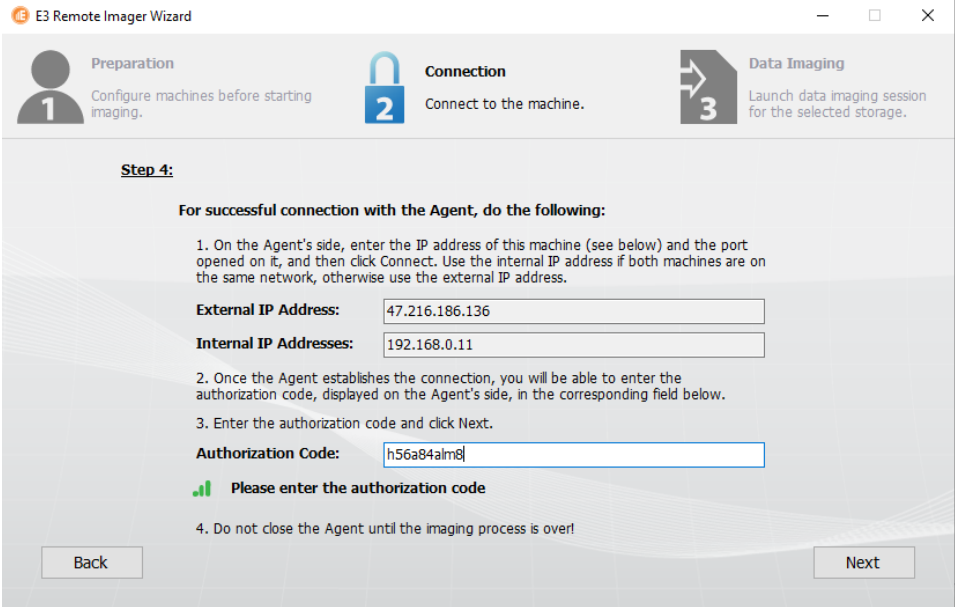 E3 Remote Imager Wizard
Preparation
Configure machines before starting
imaging.
1
Connection
Connect to the machine.
2
Data Imaging
Launch data imaging session
for the selected storage.
3
Step 4:
For successful connection with the Agent, do the following:
1. On the Agent's side, enter the IP address of this machine (see below) and the port
opened on it, and then click Connect. Use the internal IP address if both machines are on
the same network, otherwise use the external IP address.
External IP Address: 47.216.186.136
Internal IP Addresses: 192.168.0.11
2. Once the Agent establishes the connection, you will be able to enter the
authorization code, displayed on the Agent's side, in the corresponding field below.
3. Enter the authorization code and click Next.
Authorization Code: h56a84alm8
Please enter the authorization code
4. Do not close the Agent until the imaging process is over!
Back
Next